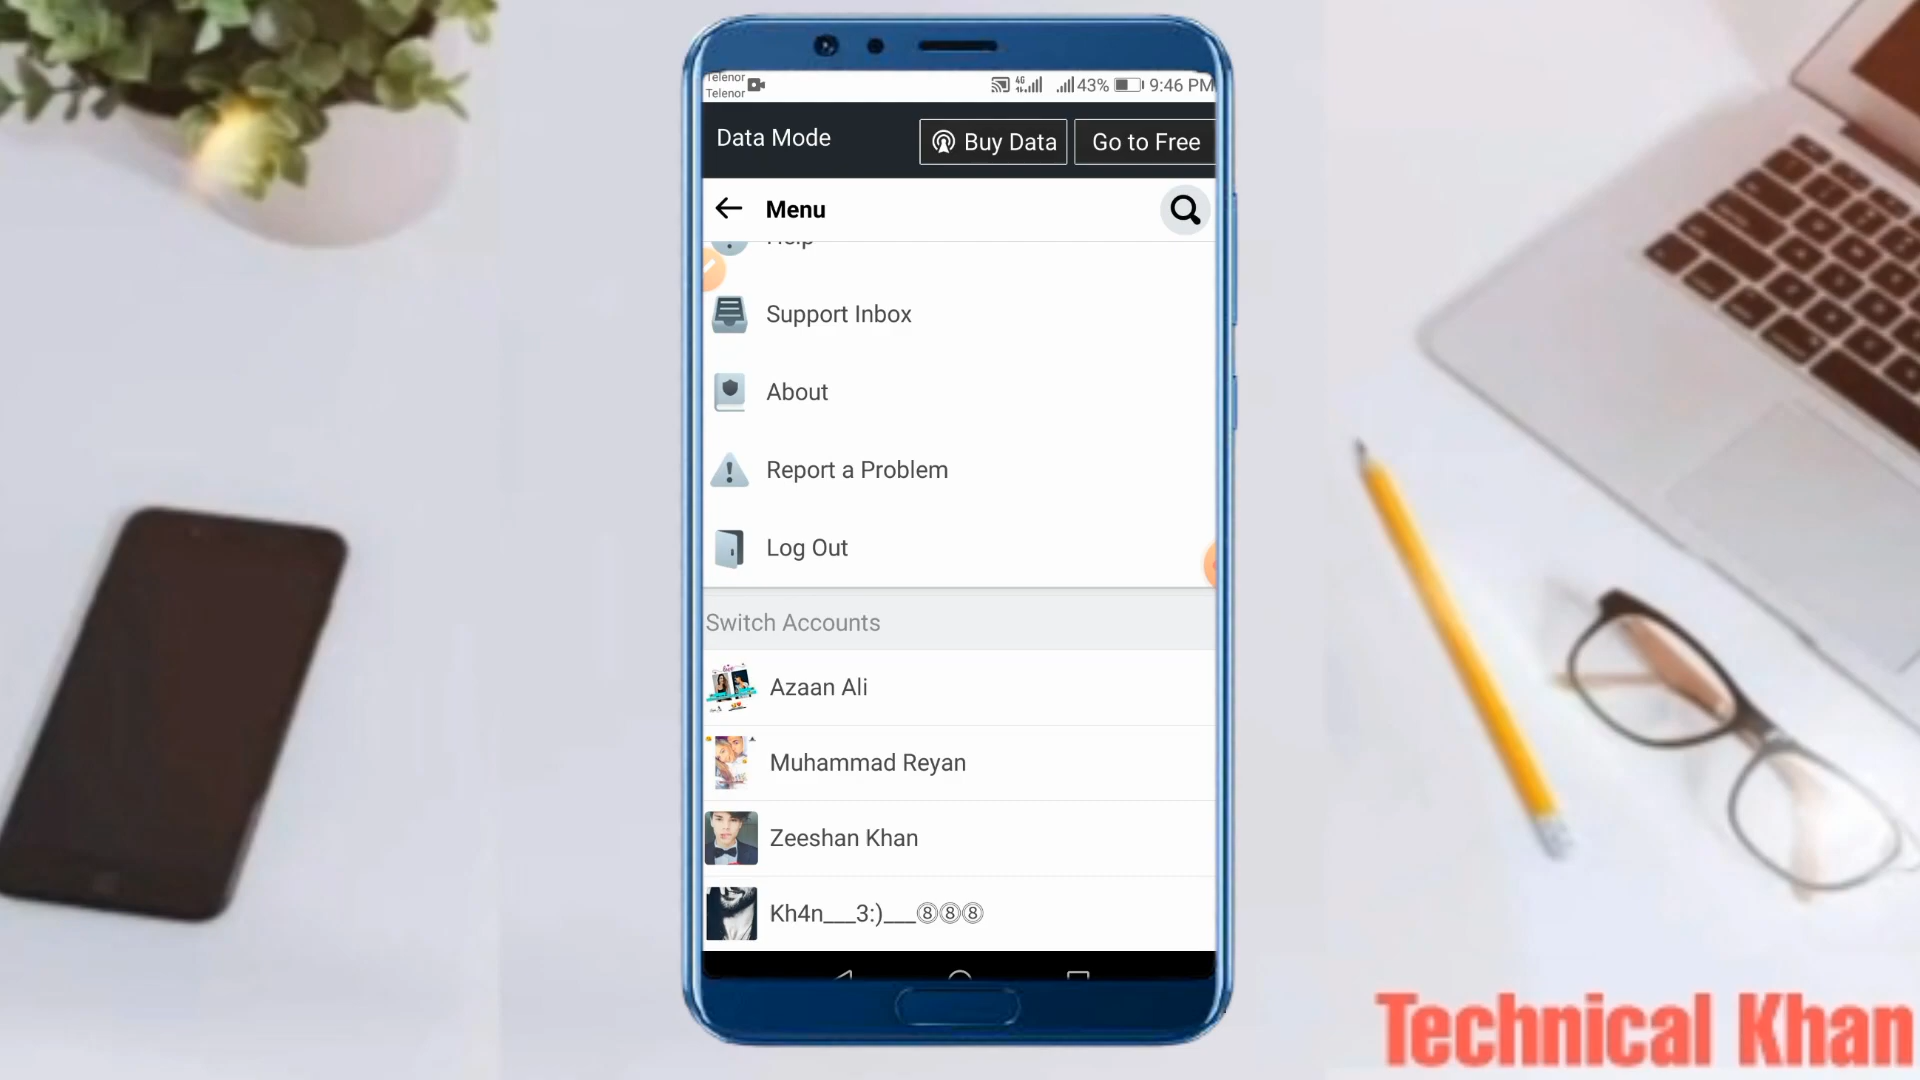 Telenor
Telenor
4G
43% 9:46 PM
Data Mode
Buy Data
Go to Free
Menu
Help
Support Inbox
About
Report a Problem
Log Out
Switch Accounts
Azaan Ali
Muhammad Reyan
Zeeshan Khan
Kh4n___3:)___⑧⑧⑧
Technical Khan